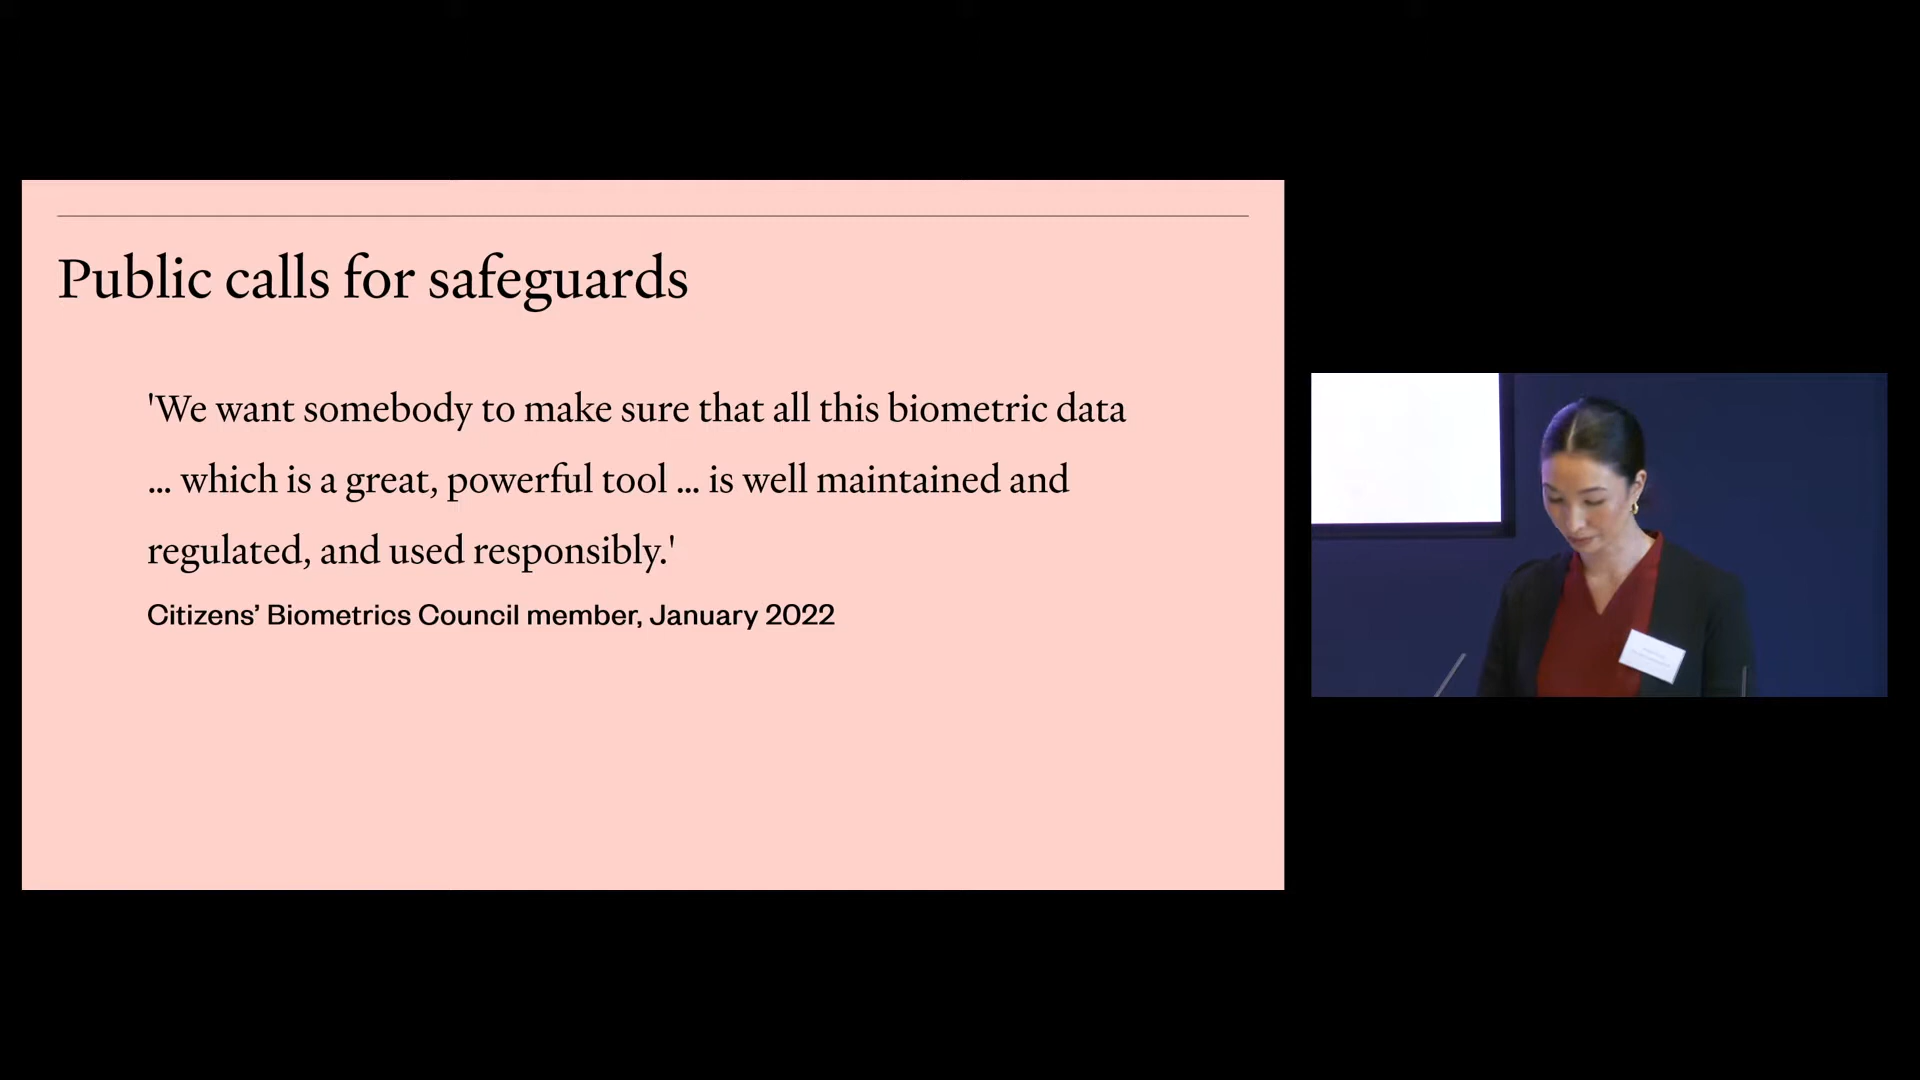 Public calls for safeguards
'We want somebody to make sure that all this biometric data
... which is a great, powerful tool ... is well maintained and
regulated, and used responsibly.'
Citizens’ Biometrics Council member, January 2022